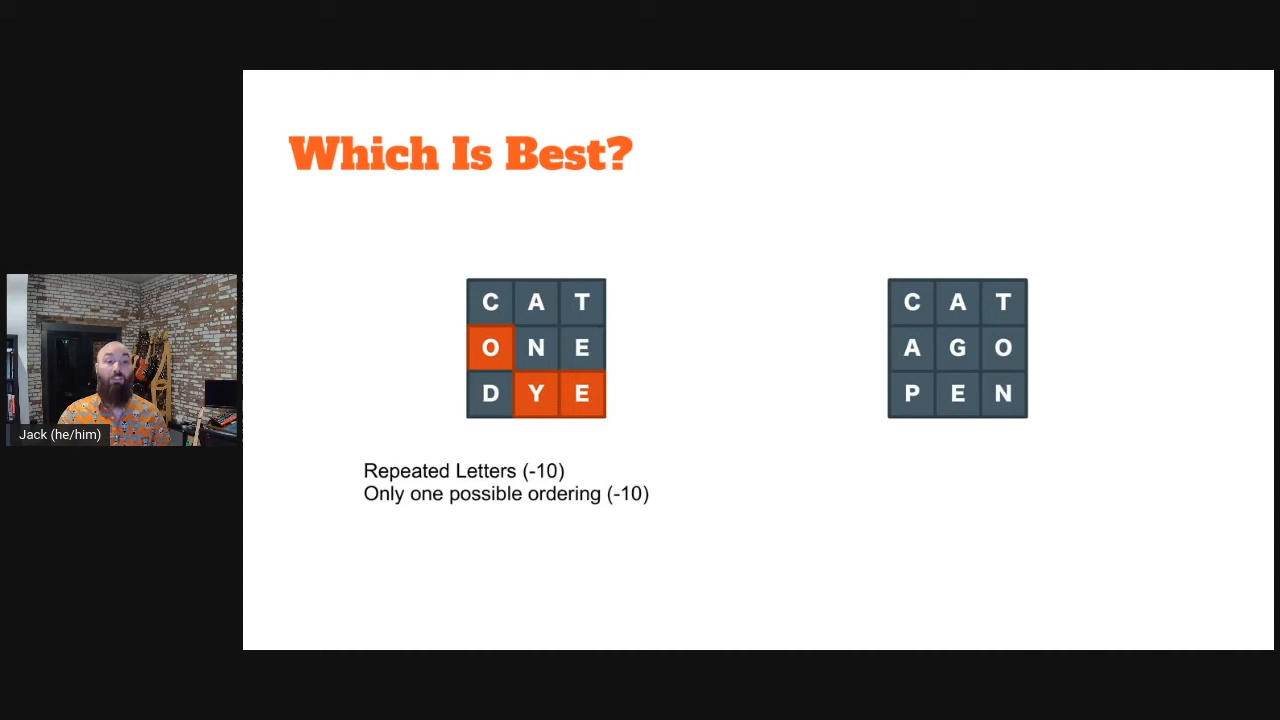 Which Is Best?
C A T
O N E
D Y E
C A T
A G O
P E N
Repeated Letters (-10)
Only one possible ordering (-10)
Jack (he/him)